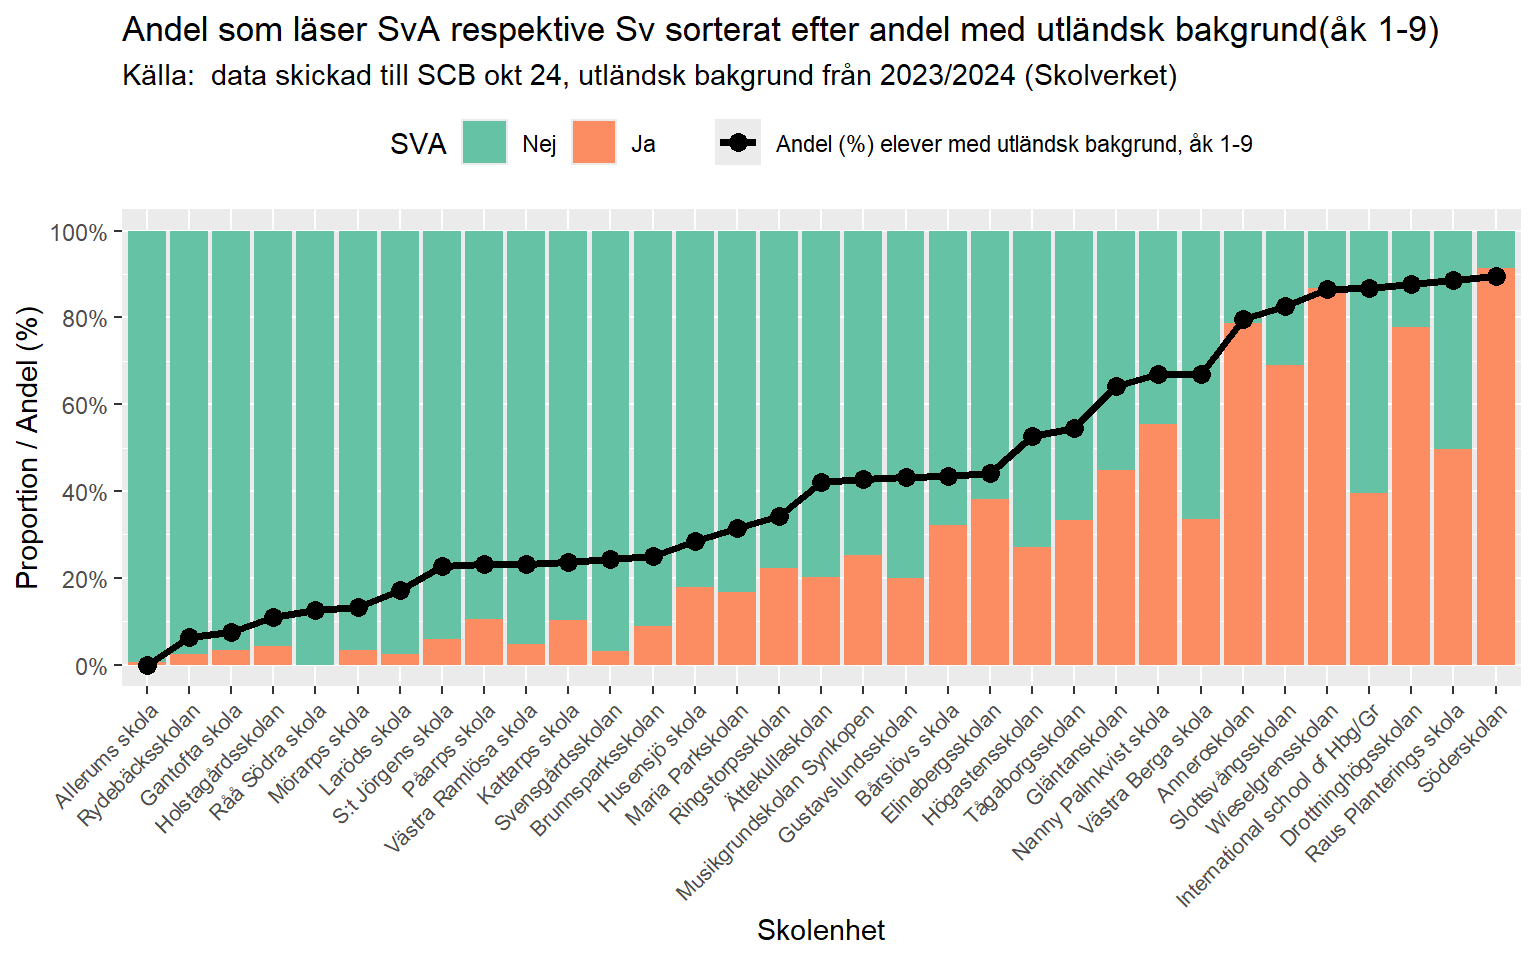 Andel som läser SvA respektive Sv sorterat efter andel med utländsk bakgrund(åk 1-9)
Källa:  data skickad till SCB okt 24, utländsk bakgrund från 2023/2024 (Skolverket)
SVA Nej Ja Andel (%) elever med utländsk bakgrund, åk 1-9
Proportion / Andel (%)
100%
80%
60%
40%
20%
0%
Allerums skola
Rydebäcksskolan
Gantofta skola
Holstagårdsskolan
Råå Södra skola
Mörarps skola
Laröds skola
S:t Jörgens skola
Påarps skola
Västra Ramlösa skola
Kattarps skola
Svensgårdsskolan
Brunnsparksskolan
Husensjö skola
Maria Parkskolan
Ringstorpsskolan
Ättekullaskolan
Musikgrundskolan Synkopen
Gustavslundsskolan
Bårslövs skola
Elinebergsskolan
Högastensskolan
Tågaborgsskolan
Gläntanskolan
Nanny Palmkvist skola
Västra Berga skola
Anneroskolan
Slottsvångsskolan
Wieselgrensskolan
International school of Hbg/Gr
Drottninghögsskolan
Raus Planterings skola
Söderskolan
Skolenhet